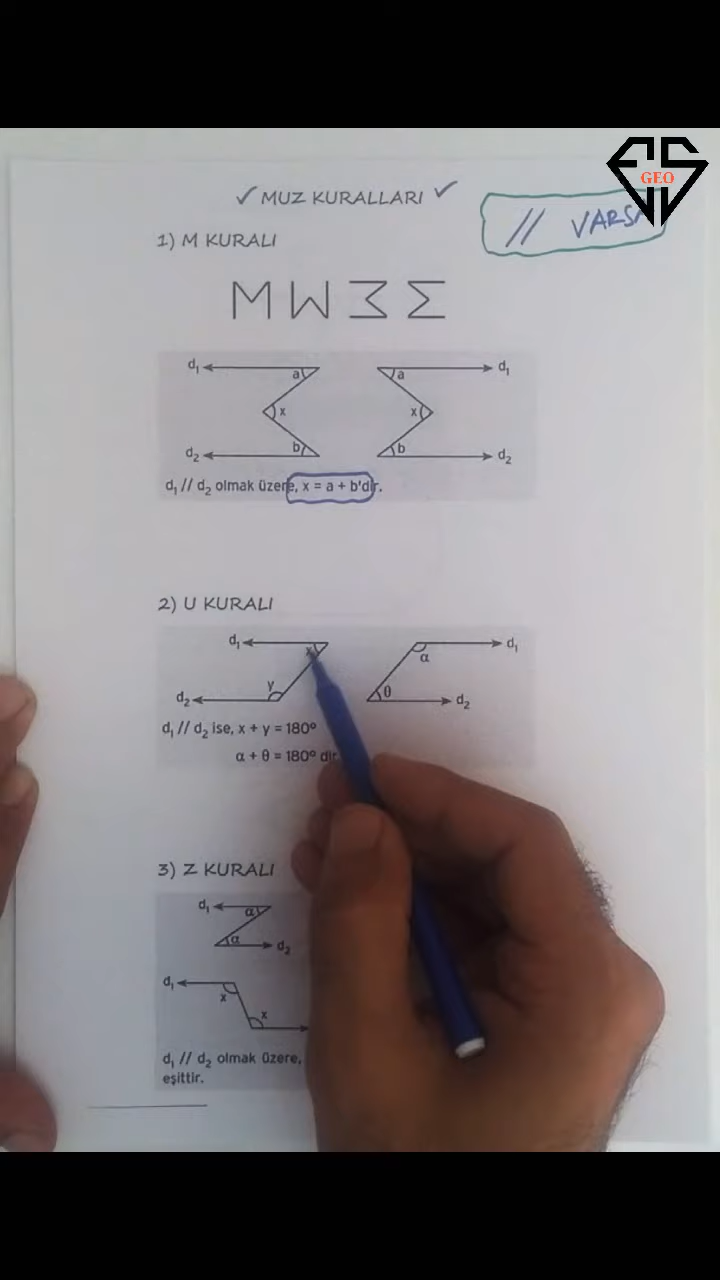 GEO
✓ MUZ KURALLARI ✓
// VARSA
1) M KURALI
M W Ʃ Σ
d₁ a a d₁
x x
d₂ b b d₂
d₁ // d₂ olmak üzere, x = a + b'dir.
2) U KURALI
d₁ x α d₁
d₂ y θ d₂
d₁ // d₂ ise, x + y = 180°
α + θ = 180° dir
3) Z KURALI
d₁ α
α d₂
d₁ x
x
d₁ // d₂ olmak üzere,
eşittir.